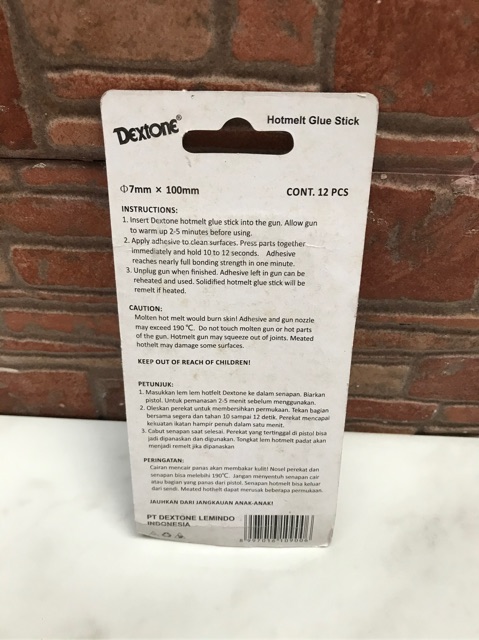 Dextone®
Hotmelt Glue Stick
Φ7mm × 100mm
CONT. 12 PCS
INSTRUCTIONS:
1. Insert Dextone hotmelt glue stick into the gun. Allow gun
to warm up 2-5 minutes before using.
2. Apply adhesive to clean surfaces. Press parts together
immediately and hold 10 to 12 seconds. Adhesive
reaches nearly full bonding strength in one minute.
3. Unplug gun when finished. Adhesive left in gun can be
reheated and used. Solidified hotmelt glue stick will be
remelt if heated.
CAUTION:
Molten hot melt would burn skin! Adhesive and gun nozzle
may exceed 190℃. Do not touch molten gun or hot parts
of the gun. Hotmelt gun may squeeze out of joints. Meated
hothelt may damage some surfaces.
KEEP OUT OF REACH OF CHILDREN!
PETUNJUK:
1. Masukkan lem lem hotfelt Dextone ke dalam senapan. Biarkan
pistol. Untuk pemanasan 2-5 menit sebelum menggunakan.
2. Oleskan perekat untuk membersihkan permukaan. Tekan bagian
bersama segera dan tahan 10 sampai 12 detik. Perekat mencapai
kekuatan ikatan hampir penuh dalam satu menit.
3. Cabut senapan saat selesai. Perekat yang tertinggal di pistol bisa
jadi dipanaskan dan digunakan. Tongkat lem hotmelt padat akan
menjadi remelt jika dipanaskan
PERINGATAN:
Cairan mencair panas akan membakar kulit! Nosel perekat dan
senapan bisa melebihi 190℃. Jangan menyentuh senapan cair
atau bagian yang panas dari pistol. Senapan hotmelt bisa keluar
dari sendi. Meated hotmelt dapat merusak beberapa permukaan.
JAUHKAN DARI JANGKAUAN ANAK-ANAK!
PT DEXTONE LEMINDO
INDONESIA